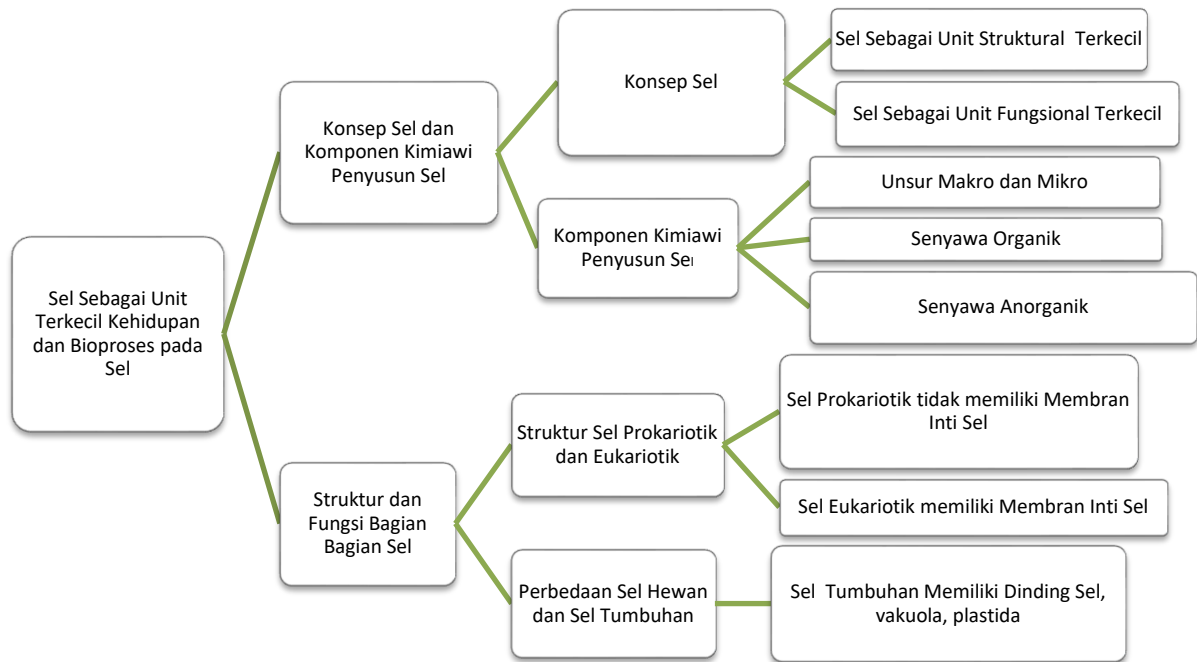 Sel Sebagai Unit
Terkecil Kehidupan
dan Bioproses pada
Sel
Konsep Sel dan
Komponen Kimiawi
Penyusun Sel
Konsep Sel
Sel Sebagai Unit Struktural Terkecil
Sel Sebagai Unit Fungsional Terkecil
Komponen Kimiawi
Penyusun Sel
Unsur Makro dan Mikro
Senyawa Organik
Senyawa Anorganik
Struktur dan
Fungsi Bagian
Bagian Sel
Struktur Sel Prokariotik
dan Eukariotik
Sel Prokariotik tidak memiliki Membran
Inti Sel
Sel Eukariotik memiliki Membran Inti Sel
Perbedaan Sel Hewan
dan Sel Tumbuhan
Sel Tumbuhan Memiliki Dinding Sel,
vakuola, plastida